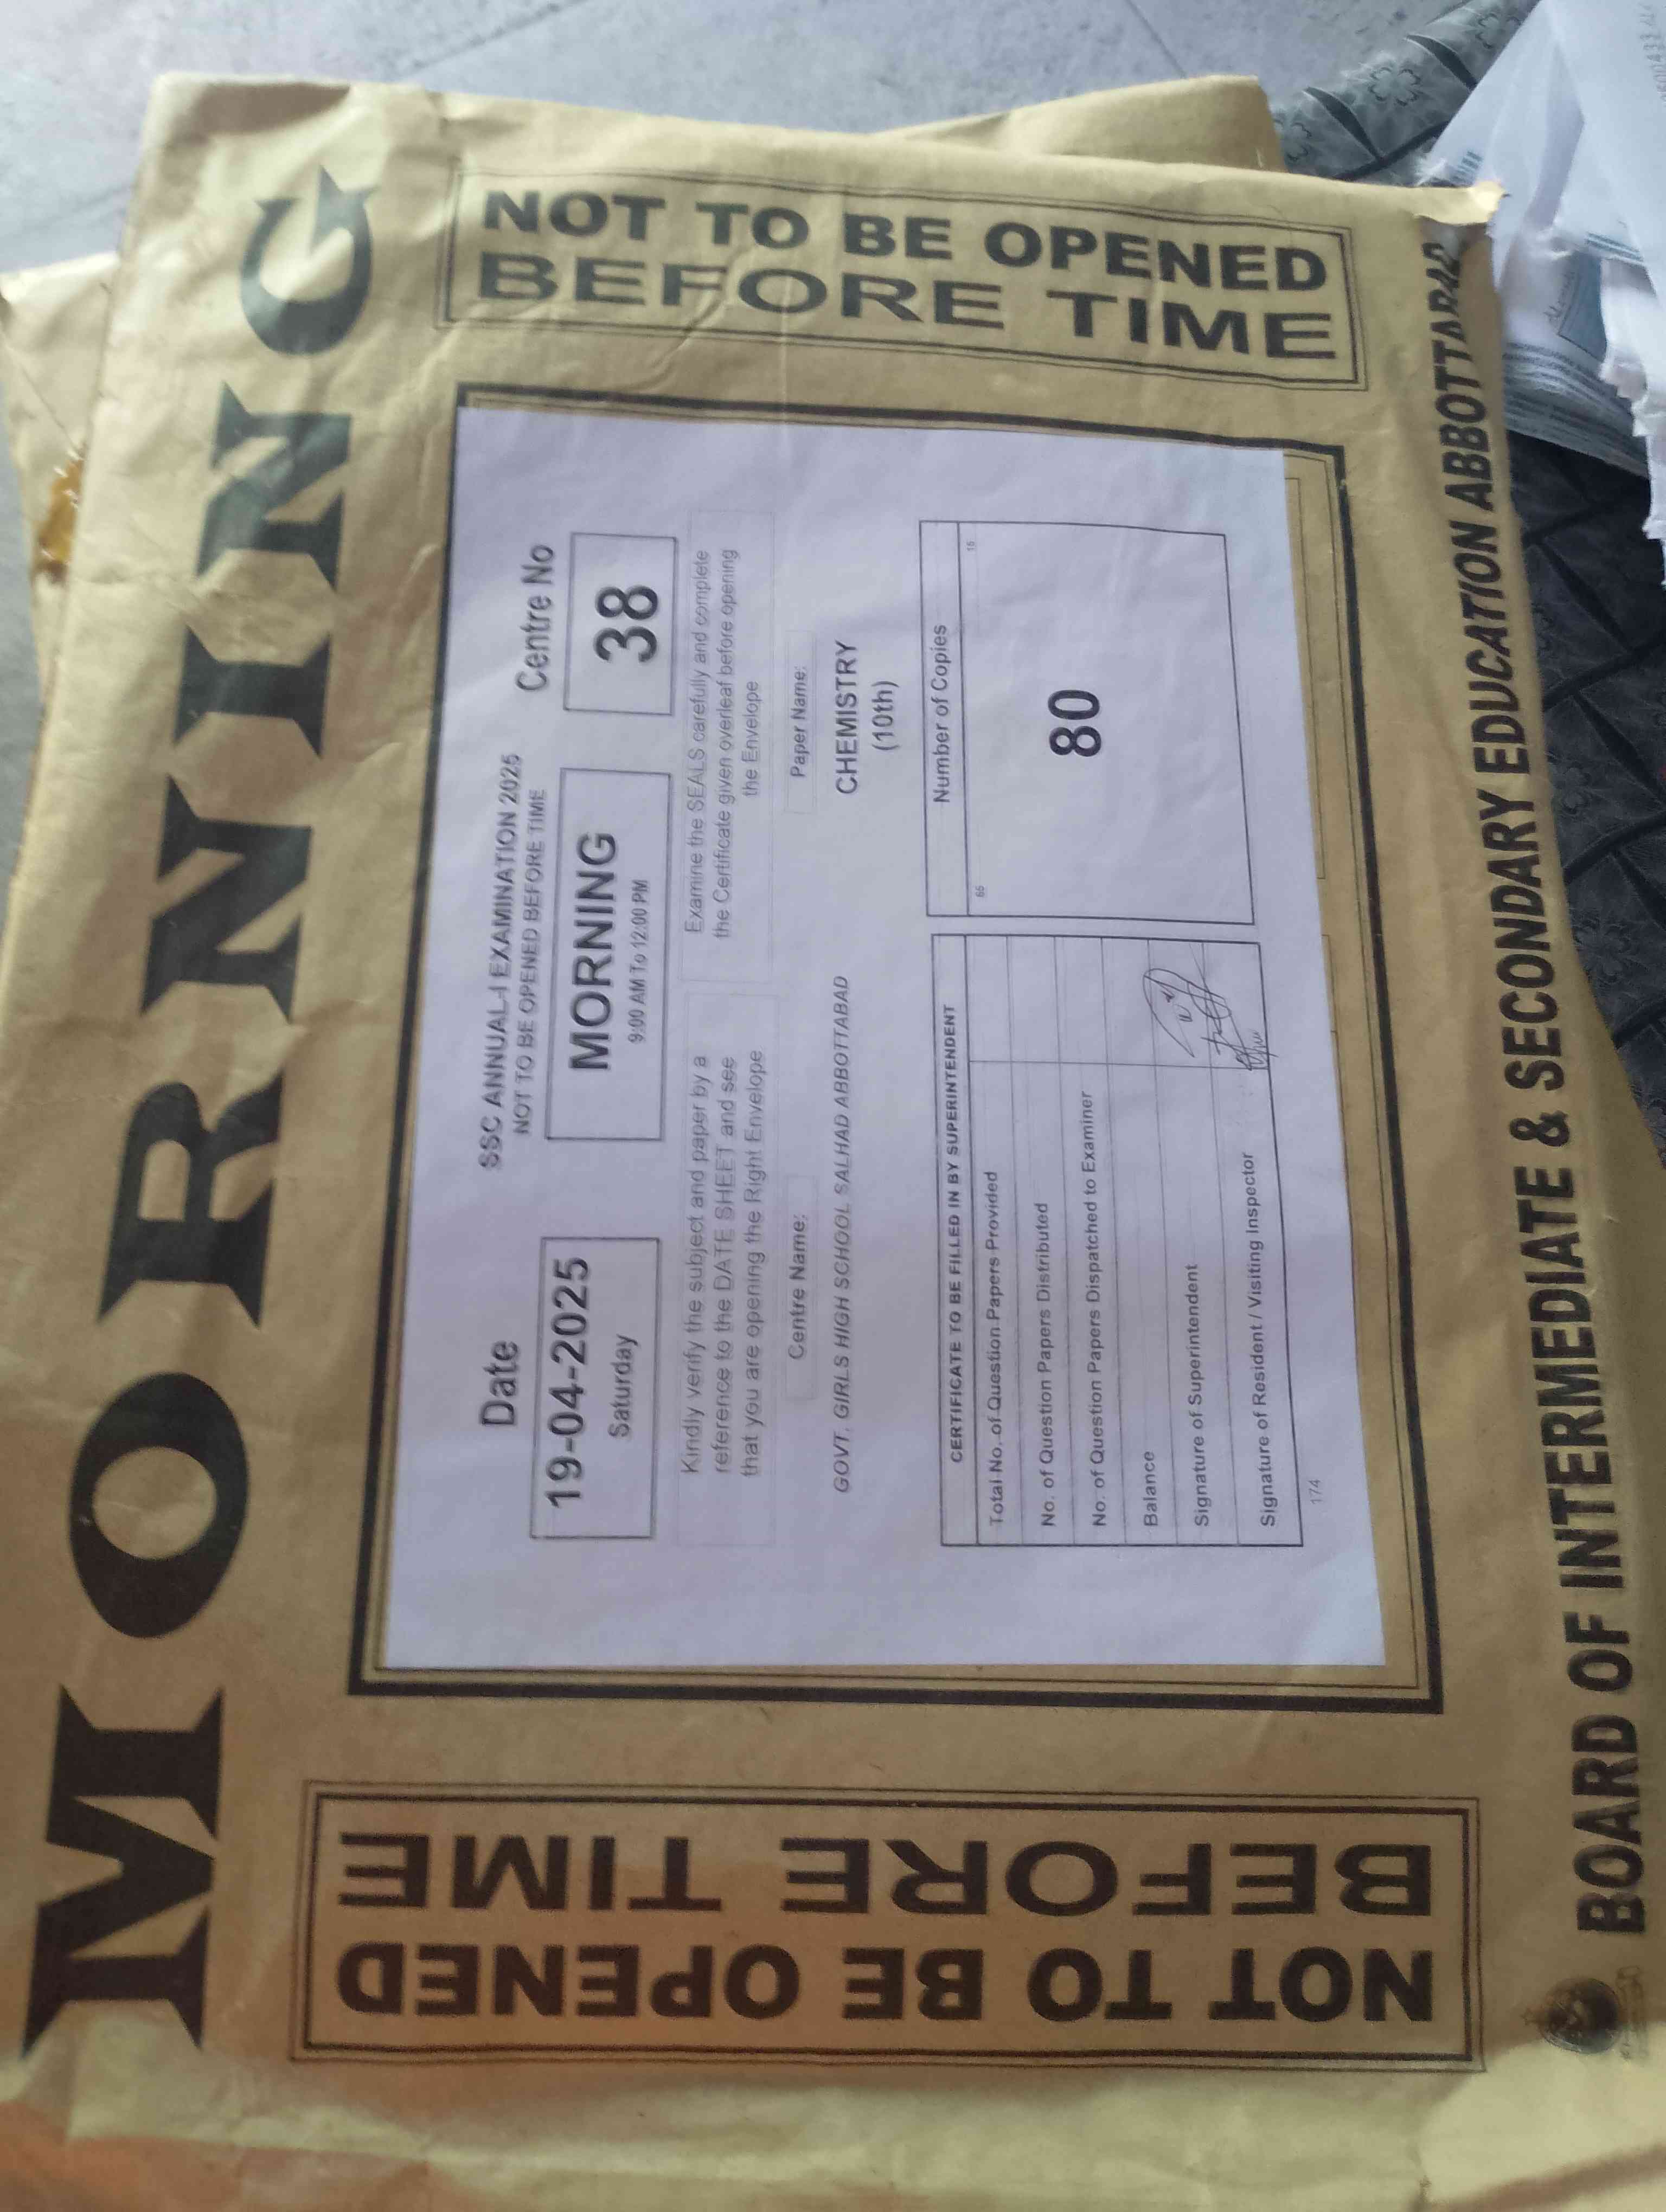 MORNING
NOT TO BE OPENED
BEFORE TIME
SSC ANNUAL-I EXAMINATION 2025
NOT TO BE OPENED BEFORE TIME
Date
19-04-2025
Saturday
MORNING
9:00 AM To 12:00 PM
Centre No
38
Kindly verify the subject and paper by a
reference to the DATE SHEET and see
that you are opening the Right Envelope
Examine the SEALS carefully and complete
the Certificate given overleaf before opening
the Envelope
Centre Name:
GOVT. GIRLS HIGH SCHOOL SALHAD ABBOTTABAD
Paper Name:
CHEMISTRY
(10th)
CERTIFICATE TO BE FILLED IN BY SUPERINTENDENT
Total No. of Question Papers Provided
No. of Question Papers Distributed
No. of Question Papers Dispatched to Examiner
Balance
Signature of Superintendent
Signature of Resident / Visiting Inspector
174
Number of Copies
66
15
80
NOT TO BE OPENED
BEFORE TIME
BOARD OF INTERMEDIATE & SECONDARY EDUCATION ABBOTTABAD